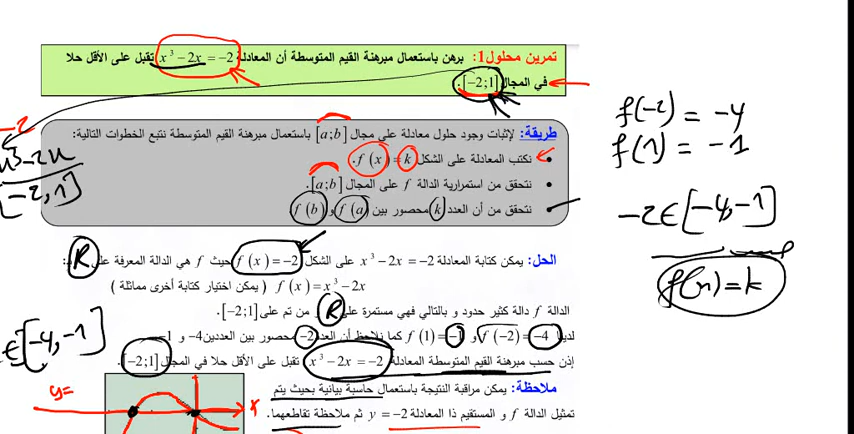 تمرين محلول1: برهن باستعمال مبرهنة القيم المتوسطة أن المعادلة x³ − 2x = −2 تقبل على الأقل حلا
في المجال [−2;1].
طريقة: لإثبات وجود حلول معادلة على مجال [a;b] باستعمال مبرهنة القيم المتوسطة نتبع الخطوات التالية:
• نكتب المعادلة على الشكل f(x) = k.
• نتحقق من استمرارية الدالة f على المجال [a;b].
• نتحقق من أن العدد k محصور بين f(a) و f(b)
الحل: يمكن كتابة المعادلة x³ − 2x = −2 على الشكل f(x) = −2 حيث f هي الدالة المعرفة على R
f(x) = x³ − 2x ( يمكن اختيار كتابة أخرى مماثلة )
الدالة f دالة كثير حدود و بالتالي فهي مستمرة على R و من ثم على [−2;1].
لدينا f(−2) = −4 و f(1) = −1 كما نلاحظ أن العدد −2 محصور بين العددين −4 و −1
إذن حسب مبرهنة القيم المتوسطة المعادلة x³ − 2x = −2 تقبل على الأقل حلا في المجال [−2;1].
ملاحظة: يمكن مراقبة النتيجة باستعمال حاسبة بيانية بحيث يتم
تمثيل الدالة f و المستقيم ذا المعادلة y = −2 ثم ملاحظة تقاطعهما.
f(−2) = −4
f(1) = −1
−2 ∈ [−4, −1]
f(x) = k
−2
x³−2x
[−2, 1]
∈ [−4, −1]
y=
x